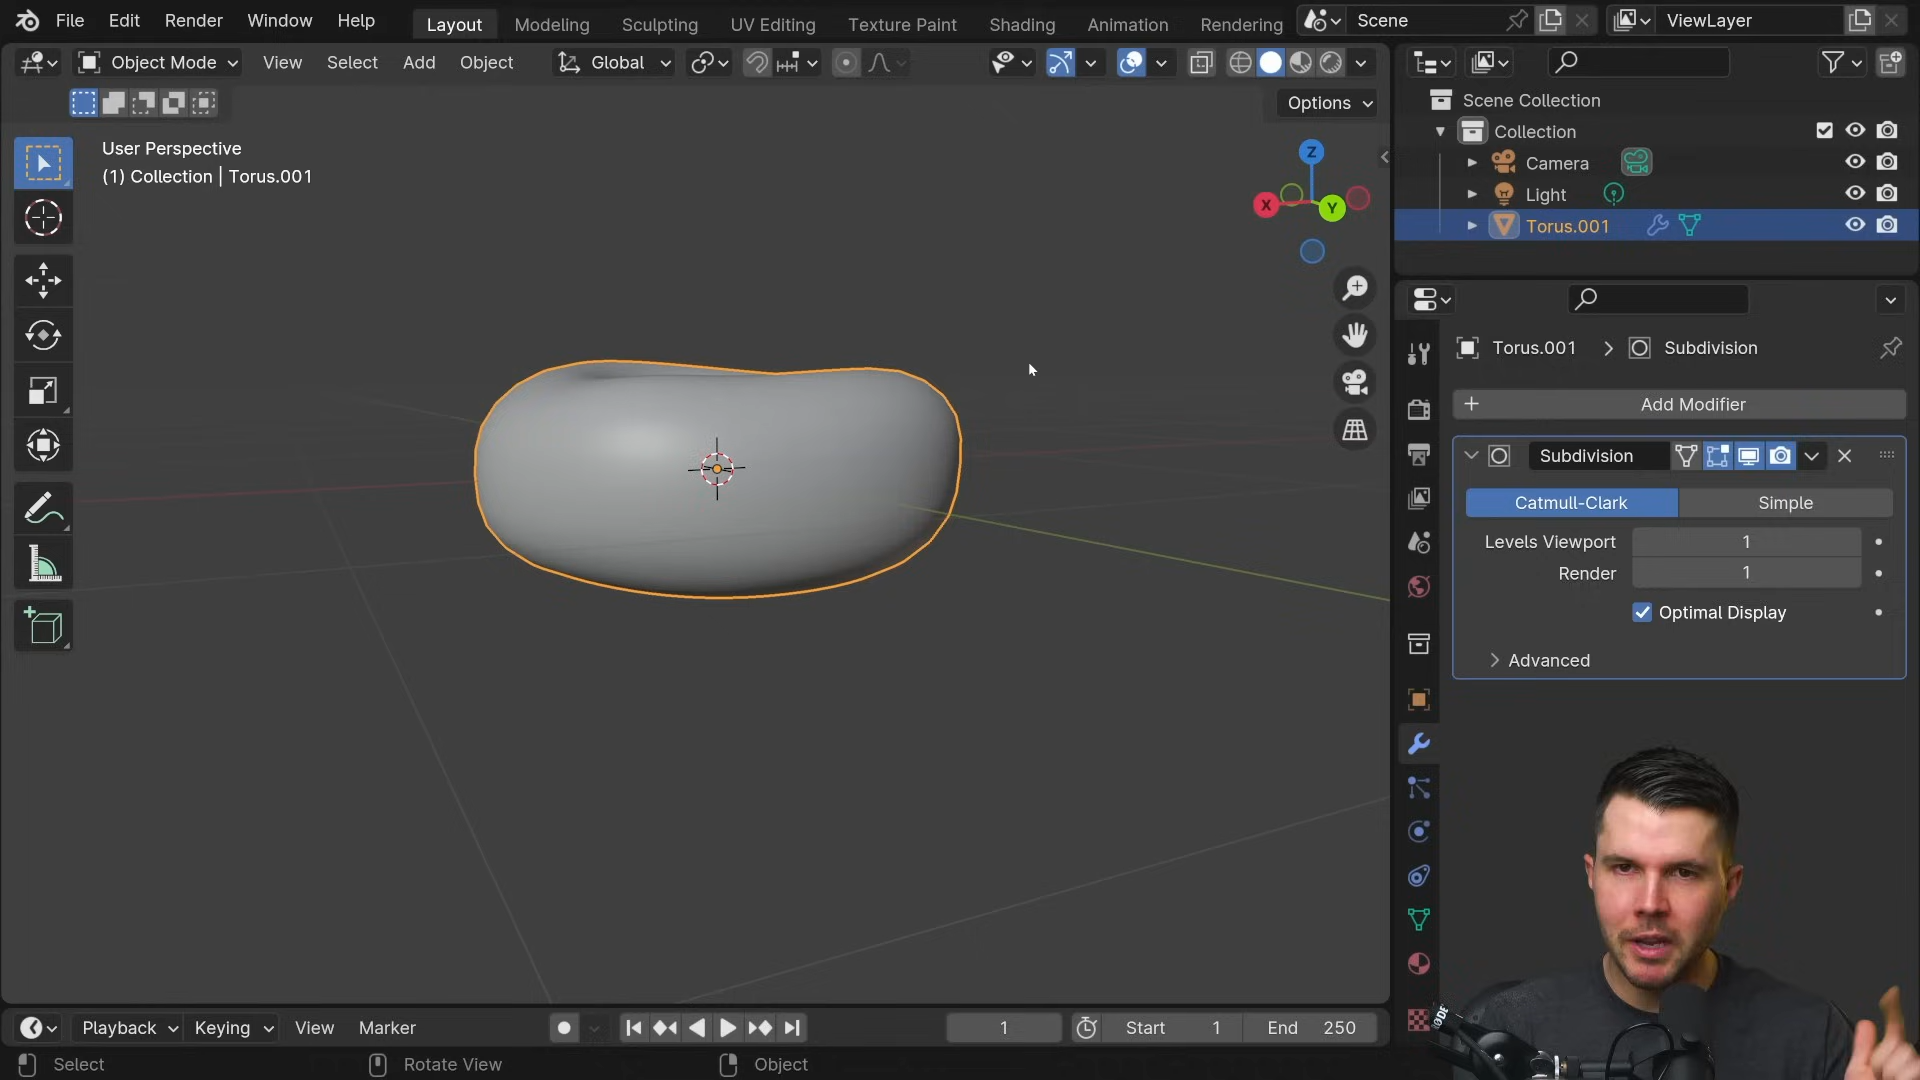 File Edit Render Window Help Layout Modeling Sculpting UV Editing Texture Paint Shading Animation Rendering Scene ViewLayer
Object Mode View Select Add Object Global
Options
User Perspective
(1) Collection | Torus.001
Z
X
Y
Scene Collection
Collection
Camera
Light
Torus.001
Torus.001 > Subdivision
+ Add Modifier
Subdivision
Catmull-Clark Simple
Levels Viewport 1
Render 1
Optimal Display
Advanced
RODE
Playback Keying View Marker 1 Start 1 End 250
Select Rotate View Object